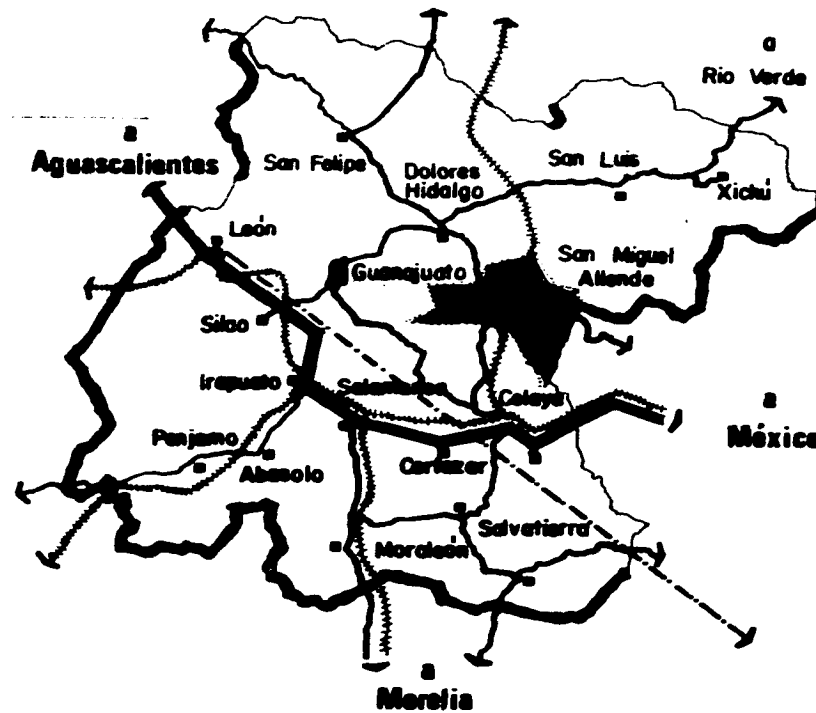 a
Rio Verde
a
Aguascalientes
San Felipe
Dolores
Hidalgo
San Luis
Xichú
León
Guanajuato
San Miguel
Allende
Silao
Irapuato
Salamanca
Celaya
a
México
Penjamo
Abasolo
Cortazar
Moroleón
Salvatierra
a
Morelia